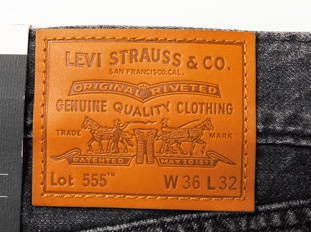 LEVI STRAUSS & CO.
SAN FRANCISCO, CAL.
ORIGINAL RIVETED
GENUINE QUALITY CLOTHING
TRADE MARK
PATENTED MAY 20 1873
Lot 555™ W 36 L 32